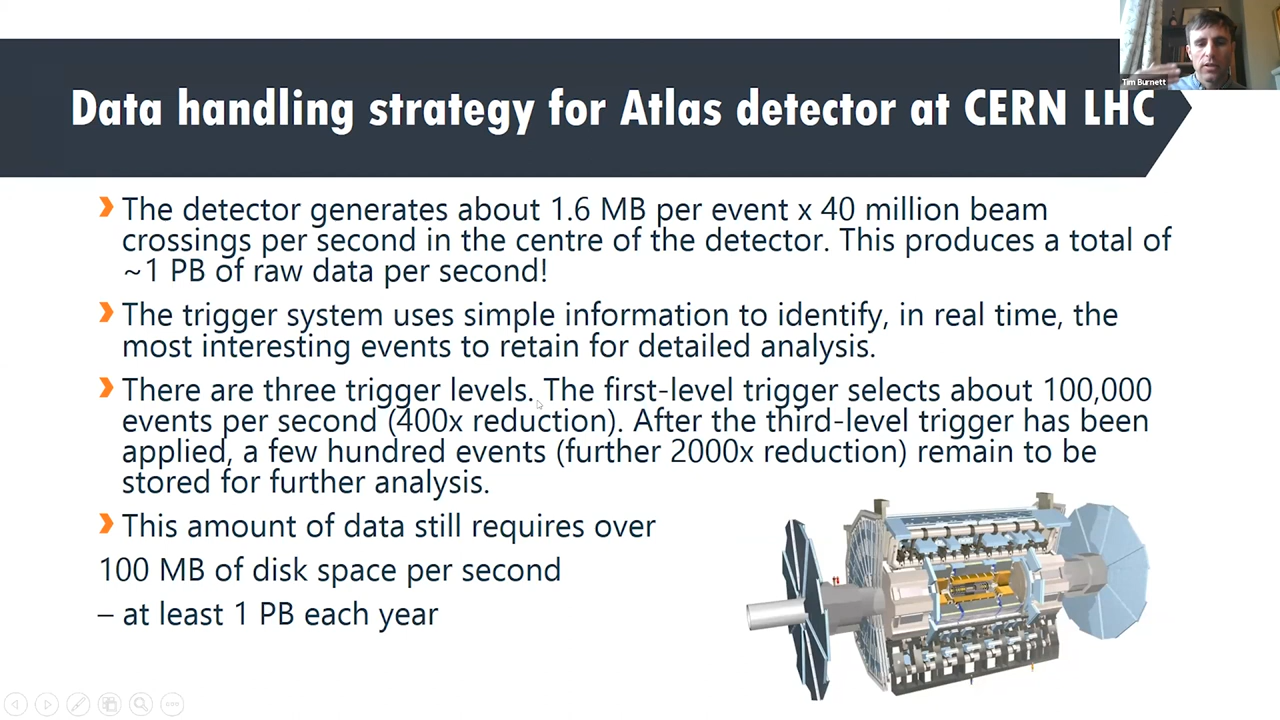 Tim Burnett
Data handling strategy for Atlas detector at CERN LHC
The detector generates about 1.6 MB per event x 40 million beam
crossings per second in the centre of the detector. This produces a total of
~1 PB of raw data per second!
The trigger system uses simple information to identify, in real time, the
most interesting events to retain for detailed analysis.
There are three trigger levels. The first-level trigger selects about 100,000
events per second (400x reduction). After the third-level trigger has been
applied, a few hundred events (further 2000x reduction) remain to be
stored for further analysis.
This amount of data still requires over
100 MB of disk space per second
– at least 1 PB each year